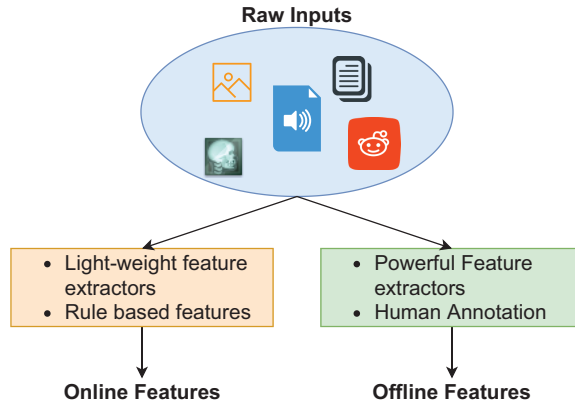 Raw Inputs
• Light-weight feature
extractors
• Rule based features
• Powerful Feature
extractors
• Human Annotation
Online Features
Offline Features